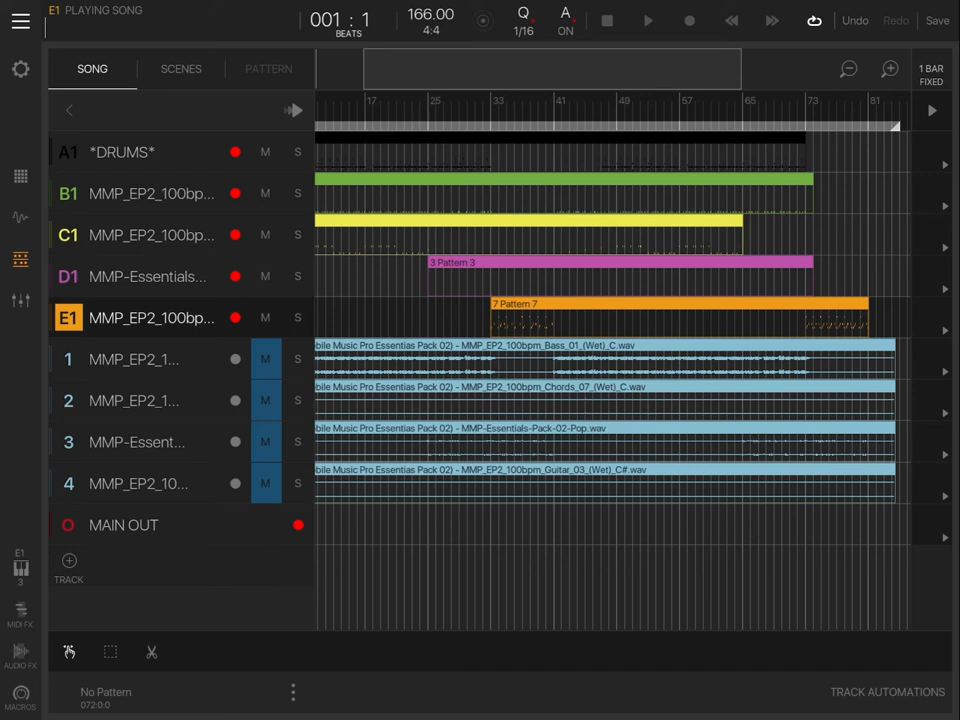 E1 PLAYING SONG
001 : 1
BEATS
166.00
4:4
Q
1/16
A
ON
Undo
Redo
Save
SONG
SCENES
PATTERN
1 BAR
FIXED
17 25 33 41 49 57 65 73 81
A1 *DRUMS* M S
B1 MMP_EP2_100bp... M S
C1 MMP_EP2_100bp... M S
D1 MMP-Essentials... M S
3 Pattern 3
E1 MMP_EP2_100bp... M S
7 Pattern 7
1 MMP_EP2_1... M S
bile Music Pro Essentias Pack 02) - MMP_EP2_100bpm_Bass_01_(Wet)_C.wav
2 MMP_EP2_1... M S
bile Music Pro Essentias Pack 02) - MMP_EP2_100bpm_Chords_07_(Wet)_C.wav
3 MMP-Essent... M S
bile Music Pro Essentias Pack 02) - MMP-Essentials-Pack-02-Pop.wav
4 MMP_EP2_10... M S
bile Music Pro Essentias Pack 02) - MMP_EP2_100bpm_Guitar_03_(Wet)_C#.wav
O MAIN OUT
TRACK
E1
3
MIDI FX
AUDIO FX
MACROS
No Pattern
072:0:0
TRACK AUTOMATIONS